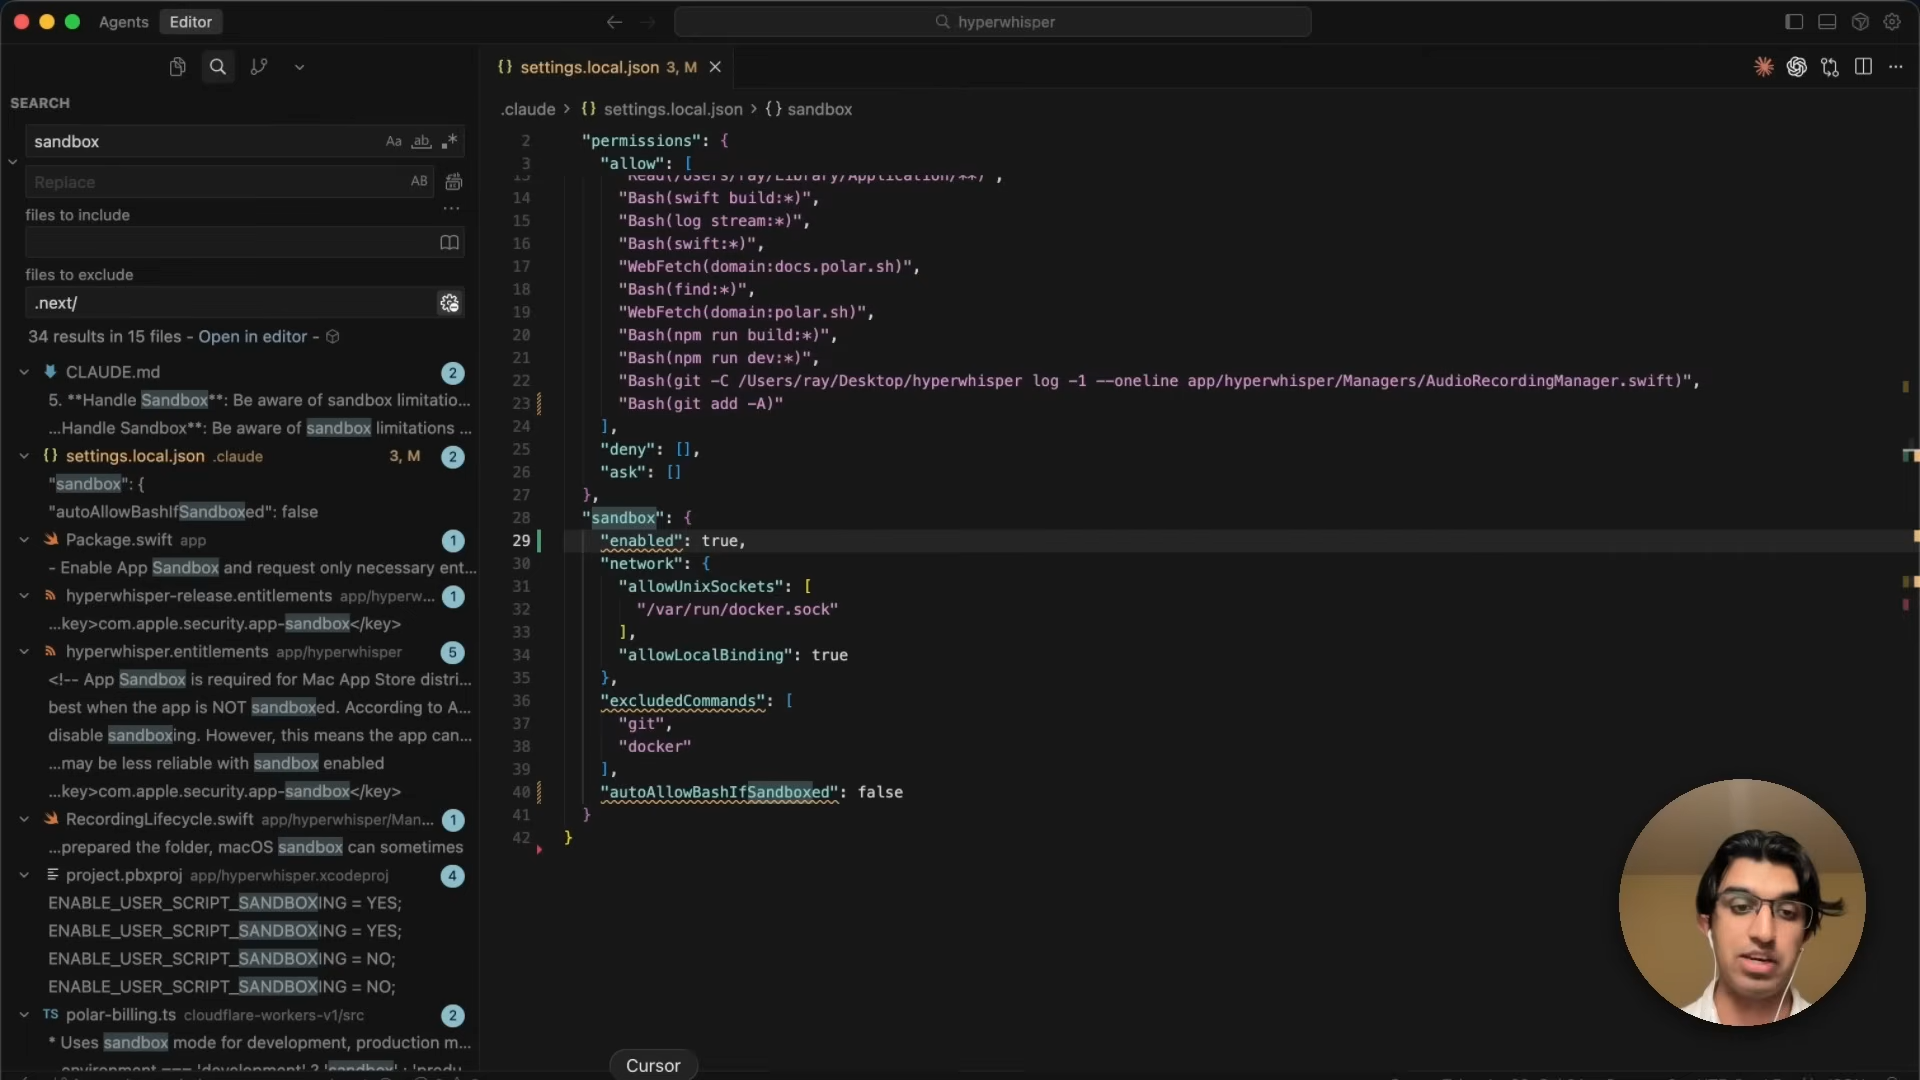 Agents Editor
hyperwhisper
SEARCH
sandbox
Aa ab .*
Replace
AB
files to include
files to exclude
.next/
34 results in 15 files - Open in editor -
CLAUDE.md 2
5. **Handle Sandbox**: Be aware of sandbox limitatio...
...Handle Sandbox**: Be aware of sandbox limitations ...
{} settings.local.json .claude 3, M 2
"sandbox": {
"autoAllowBashIfSandboxed": false
Package.swift app 1
- Enable App Sandbox and request only necessary ent...
hyperwhisper-release.entitlements app/hyperw... 1
...key>com.apple.security.app-sandbox</key>
hyperwhisper.entitlements app/hyperwhisper 5
<!-- App Sandbox is required for Mac App Store distri...
best when the app is NOT sandboxed. According to A...
disable sandboxing. However, this means the app can...
...may be less reliable with sandbox enabled
...key>com.apple.security.app-sandbox</key>
RecordingLifecycle.swift app/hyperwhisper/Man... 1
...prepared the folder, macOS sandbox can sometimes
project.pbxproj app/hyperwhisper.xcodeproj 4
ENABLE_USER_SCRIPT_SANDBOXING = YES;
ENABLE_USER_SCRIPT_SANDBOXING = YES;
ENABLE_USER_SCRIPT_SANDBOXING = NO;
ENABLE_USER_SCRIPT_SANDBOXING = NO;
TS polar-billing.ts cloudflare-workers-v1/src 2
* Uses sandbox mode for development, production m...
environment === 'development' ? 'sandbox' : 'produ...
{} settings.local.json 3, M
.claude > {} settings.local.json > {} sandbox
2 "permissions": {
3 "allow": [
13 "Read(/Users/ray/Library/Application/**)",
14 "Bash(swift build:*)",
15 "Bash(log stream:*)",
16 "Bash(swift:*)",
17 "WebFetch(domain:docs.polar.sh)",
18 "Bash(find:*)",
19 "WebFetch(domain:polar.sh)",
20 "Bash(npm run build:*)",
21 "Bash(npm run dev:*)",
22 "Bash(git -C /Users/ray/Desktop/hyperwhisper log -1 --oneline app/hyperwhisper/Managers/AudioRecordingManager.swift)",
23 "Bash(git add -A)"
24 ],
25 "deny": [],
26 "ask": []
27 },
28 "sandbox": {
29 "enabled": true,
30 "network": {
31 "allowUnixSockets": [
32 "/var/run/docker.sock"
33 ],
34 "allowLocalBinding": true
35 },
36 "excludedCommands": [
37 "git",
38 "docker"
39 ],
40 "autoAllowBashIfSandboxed": false
41 }
42 }
Cursor